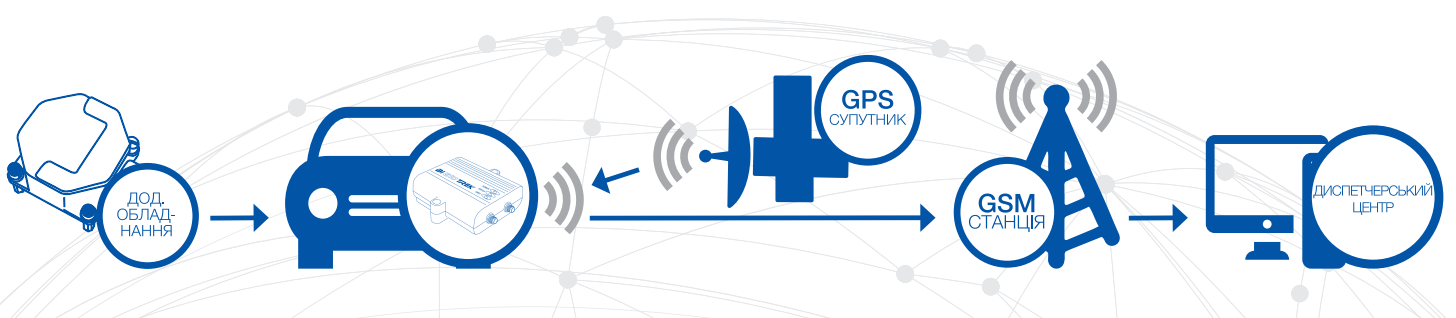 ДОД.
ОБЛАД-
НАННЯ
GPS
СУПУТНИК
GSM
СТАНЦІЯ
ДИСПЕТЧЕРСЬКИЙ
ЦЕНТР